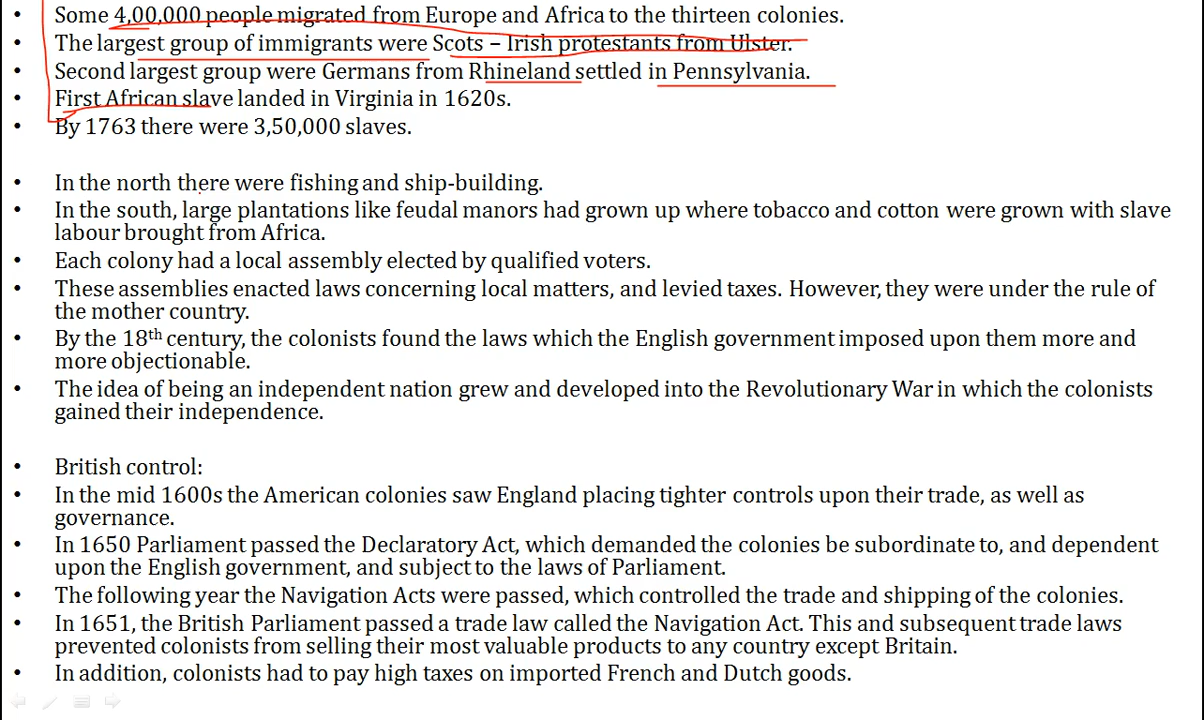 • Some 4,00,000 people migrated from Europe and Africa to the thirteen colonies.
• The largest group of immigrants were Scots – Irish protestants from Ulster.
• Second largest group were Germans from Rhineland settled in Pennsylvania.
• First African slave landed in Virginia in 1620s.
• By 1763 there were 3,50,000 slaves.
• In the north there were fishing and ship-building.
• In the south, large plantations like feudal manors had grown up where tobacco and cotton were grown with slave
labour brought from Africa.
• Each colony had a local assembly elected by qualified voters.
• These assemblies enacted laws concerning local matters, and levied taxes. However, they were under the rule of
the mother country.
• By the 18th century, the colonists found the laws which the English government imposed upon them more and
more objectionable.
• The idea of being an independent nation grew and developed into the Revolutionary War in which the colonists
gained their independence.
• British control:
• In the mid 1600s the American colonies saw England placing tighter controls upon their trade, as well as
governance.
• In 1650 Parliament passed the Declaratory Act, which demanded the colonies be subordinate to, and dependent
upon the English government, and subject to the laws of Parliament.
• The following year the Navigation Acts were passed, which controlled the trade and shipping of the colonies.
• In 1651, the British Parliament passed a trade law called the Navigation Act. This and subsequent trade laws
prevented colonists from selling their most valuable products to any country except Britain.
• In addition, colonists had to pay high taxes on imported French and Dutch goods.